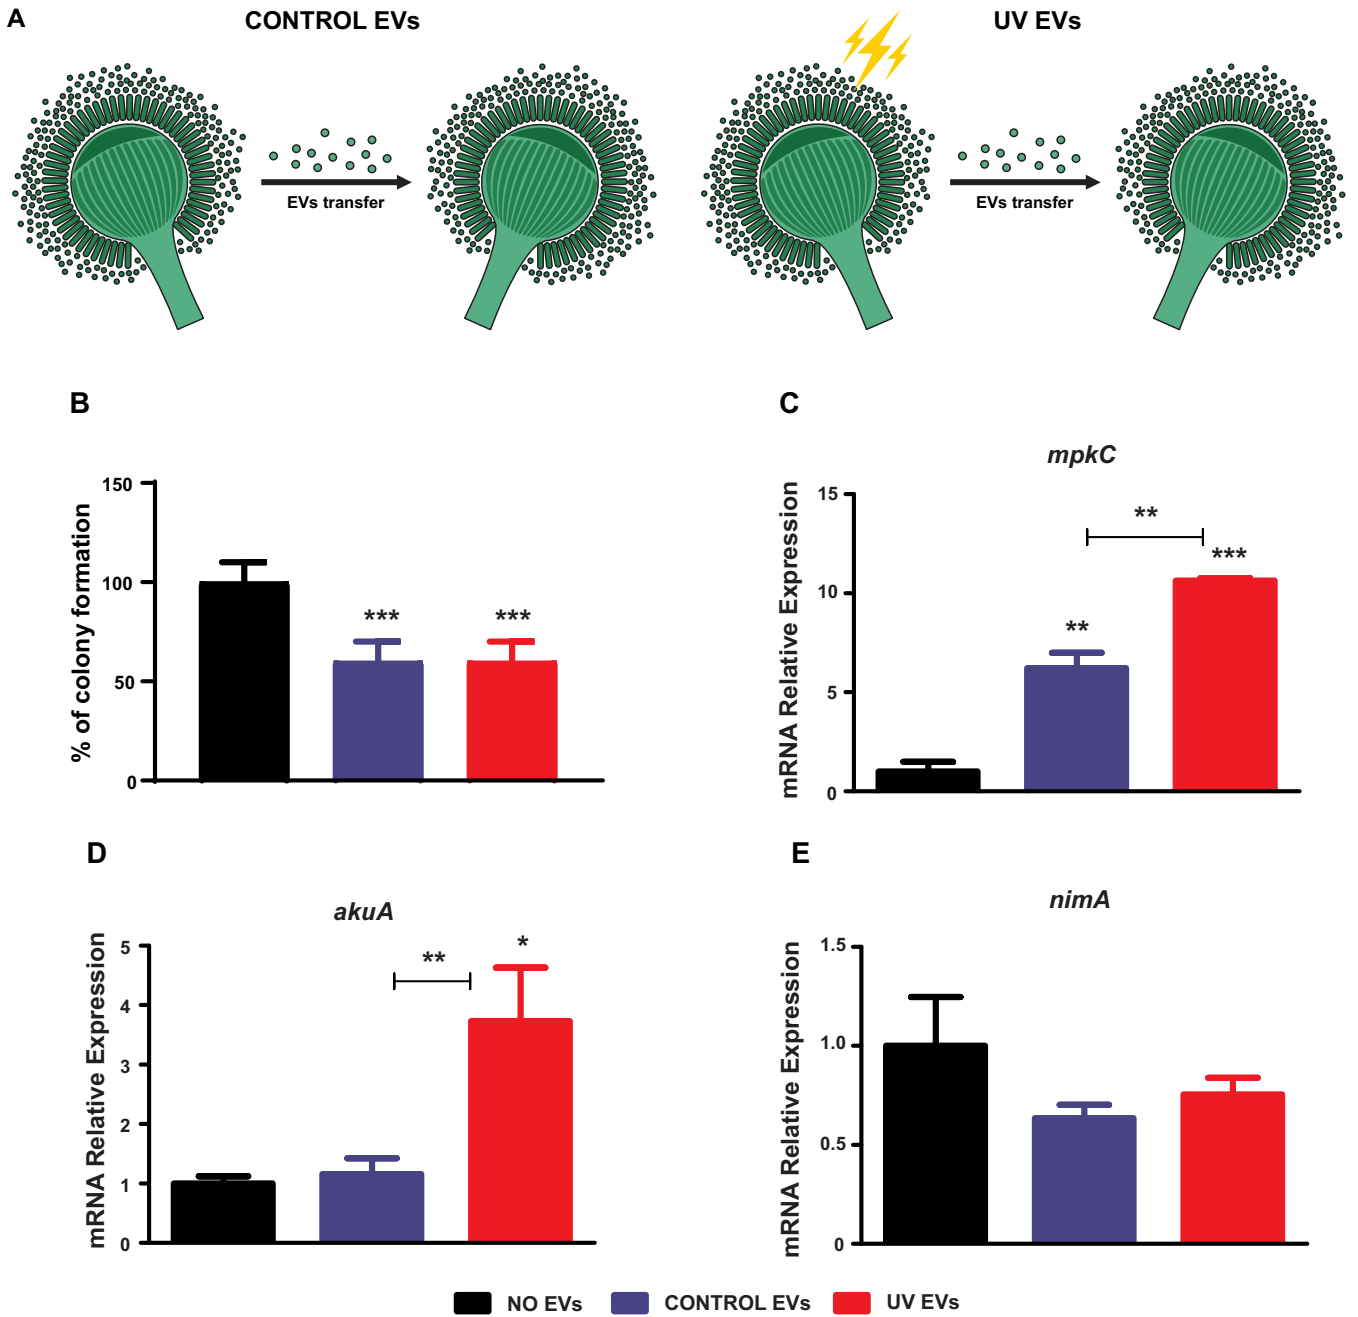 A
CONTROL EVs
UV EVs
EVs transfer
EVs transfer
B
% of colony formation
150
100
50
0
***
***
C
mpkC
mRNA Relative Expression
15
10
5
0
**
**
***
D
akuA
mRNA Relative Expression
5
4
3
2
1
0
**
*
E
nimA
mRNA Relative Expression
1.5
1.0
0.5
0
NO EVs
CONTROL EVs
UV EVs